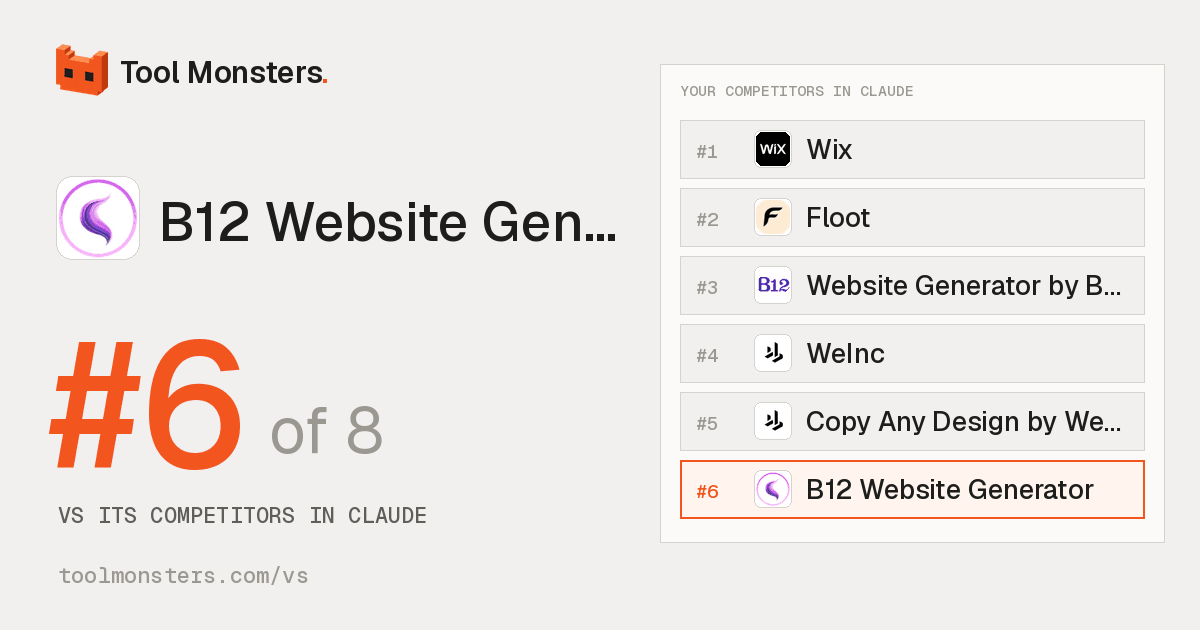 Tool Monsters.
B12 Website Gen...
#6 of 8
VS ITS COMPETITORS IN CLAUDE
toolmonsters.com/vs
YOUR COMPETITORS IN CLAUDE
#1 WiX Wix
#2 F Floot
#3 B12 Website Generator by B...
#4 WeInc
#5 Copy Any Design by We...
#6 B12 Website Generator